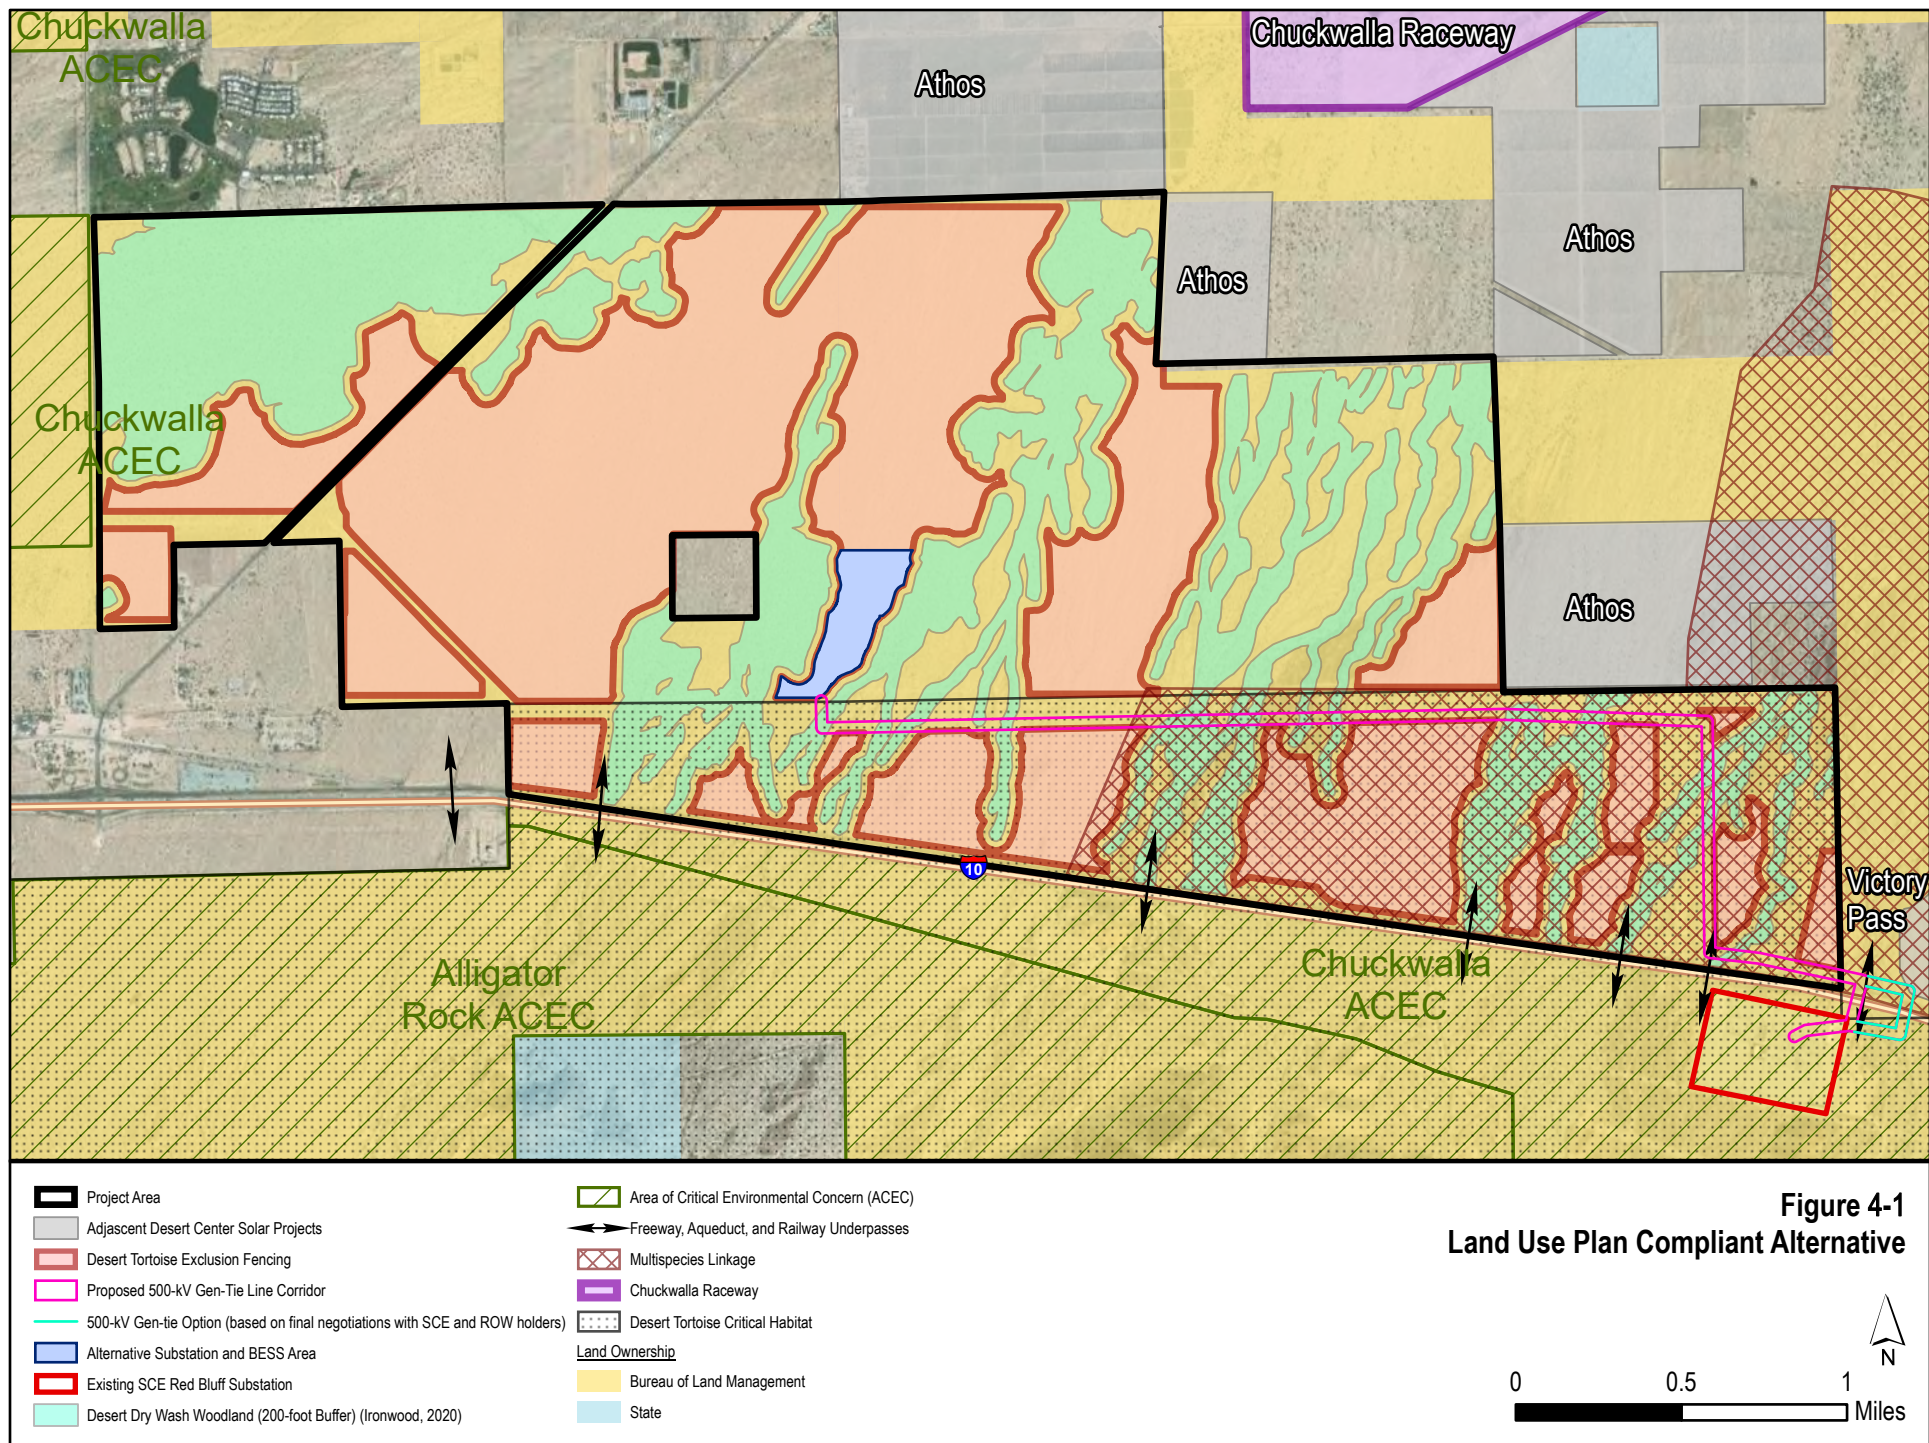 Chuckwalla
ACEC
Athos
Chuckwalla Raceway
Athos
Athos
Chuckwalla
ACEC
Athos
10
Victory
Pass
Alligator
Rock ACEC
Chuckwalla
ACEC
Project Area
Adjascent Desert Center Solar Projects
Desert Tortoise Exclusion Fencing
Proposed 500-kV Gen-Tie Line Corridor
500-kV Gen-tie Option (based on final negotiations with SCE and ROW holders)
Alternative Substation and BESS Area
Existing SCE Red Bluff Substation
Desert Dry Wash Woodland (200-foot Buffer) (Ironwood, 2020)
Area of Critical Environmental Concern (ACEC)
Freeway, Aqueduct, and Railway Underpasses
Multispecies Linkage
Chuckwalla Raceway
Desert Tortoise Critical Habitat
Land Ownership
Bureau of Land Management
State
Figure 4-1
Land Use Plan Compliant Alternative
N
0 0.5 1
Miles